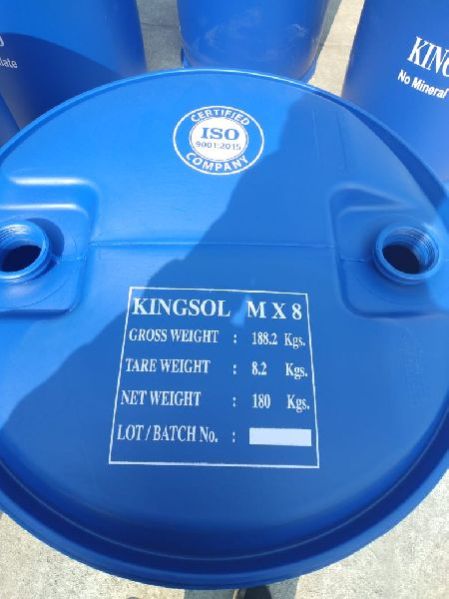 late
KING
No Mineral
CERTIFIED
ISO
9001:2015
COMPANY
KINGSOL M X 8
GROSS WEIGHT : 188.2 Kgs.
TARE WEIGHT : 8.2 Kgs.
NET WEIGHT : 180 Kgs.
LOT / BATCH No. :